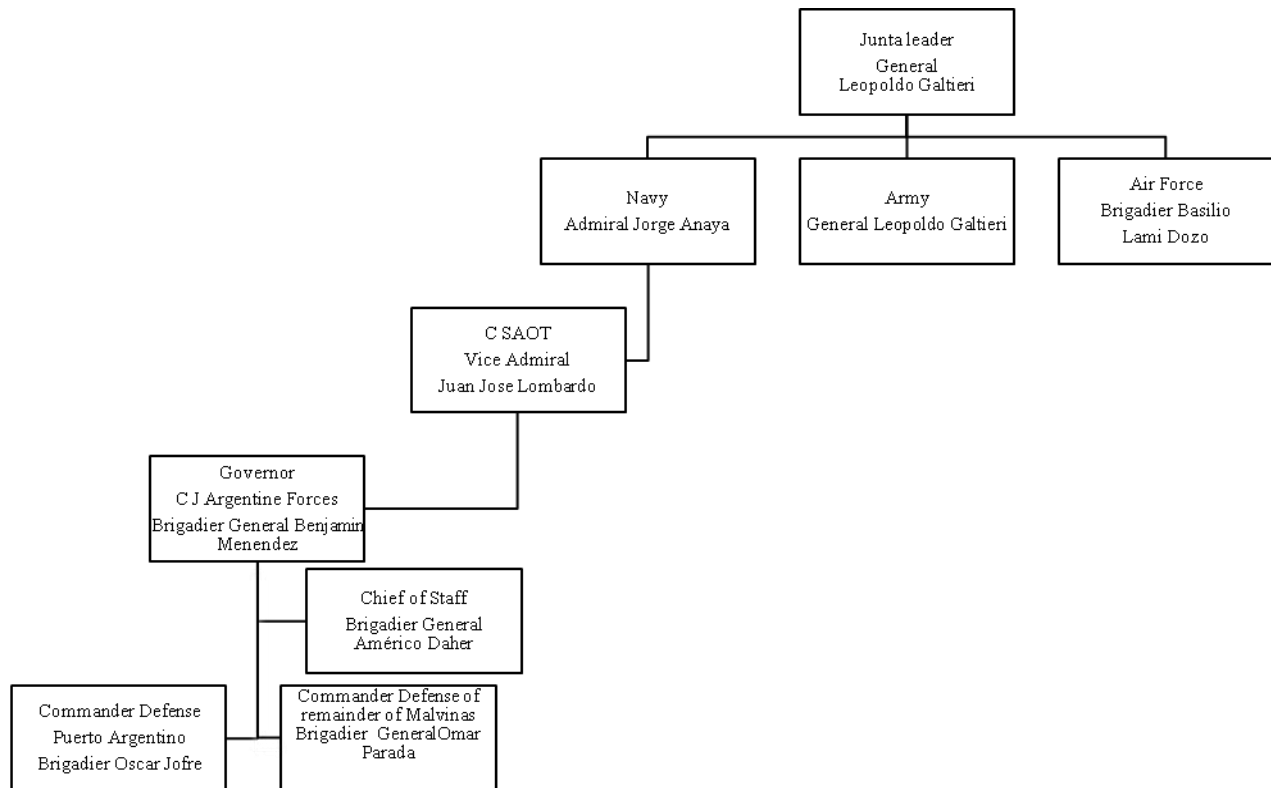 Junta leader
General
Leopoldo Galtieri
Navy
Admiral Jorge Anaya
Army
General Leopoldo Galtieri
Air Force
Brigadier Basilio
Lami Dozo
C SAOT
Vice Admiral
Juan Jose Lombardo
Governor
C J Argentine Forces
Brigadier General Benjamin
Menendez
Chief of Staff
Brigadier General
Américo Daher
Commander Defense
Puerto Argentino
Brigadier Oscar Jofre
Commander Defense of
remainder of Malvinas
Brigadier GeneralOmar
Parada